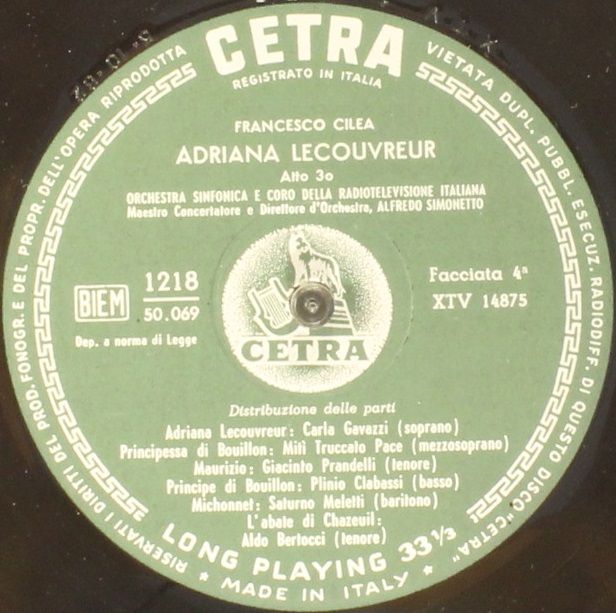 CETRA
REGISTRATO IN ITALIA
FRANCESCO CILEA
ADRIANA LECOUVREUR
Atto 3o
ORCHESTRA SINFONICA E CORO DELLA RADIOTELEVISIONE ITALIANA
Maestro Concertatore e Direttore d'Orchestra, ALFREDO SIMONETTO
BIEM
1218
50.069
Dep. a norma di Legge
Facciata 4ª
XTV 14875
CETRA
Distribuzione delle parti
Adriana Lecouvreur: Carla Gavazzi (soprano)
Principessa di Bouillon: Miti Truccato Pace (mezzosoprano)
Maurizio: Giacinto Prandelli (tenore)
Principe di Bouillon: Plinio Clabassi (basso)
Michonnet: Saturno Meletti (baritono)
L'abate di Chazeuil:
Aldo Bertocci (tenore)
LONG PLAYING 33 1/3
★ MADE IN ITALY ★
RISERVATI I DIRITTI DEL PROD. FONOGR. E DEL PROPR. DELL'OPERA RIPRODOTTA
VIETATA DUPL. PUBBL. ESECUZ. RADIODIFF. DI QUESTO DISCO "CETRA"